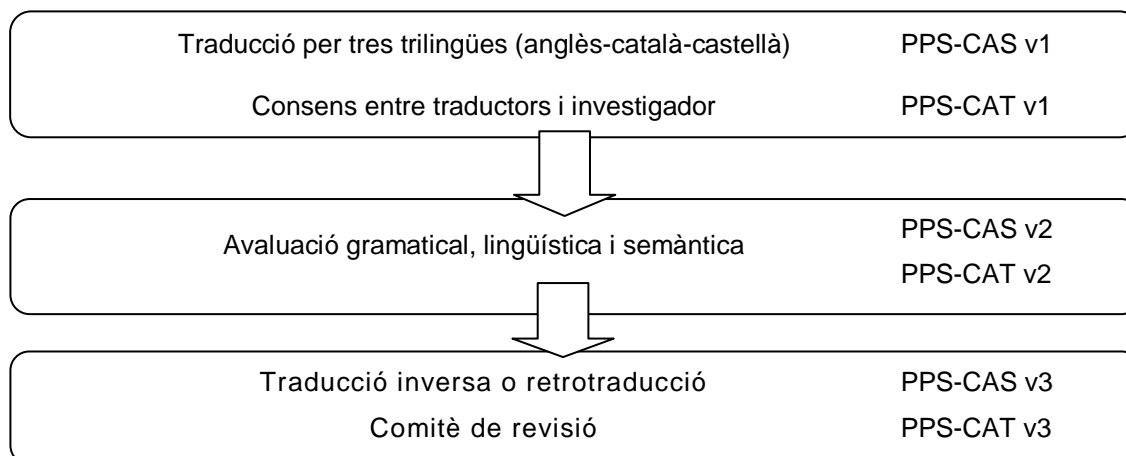 Traducció per tres trilingües (anglès-català-castellà) PPS-CAS v1
Consens entre traductors i investigador PPS-CAT v1
Avaluació gramatical, lingüística i semàntica PPS-CAS v2
PPS-CAT v2
Traducció inversa o retrotraducció PPS-CAS v3
Comitè de revisió PPS-CAT v3